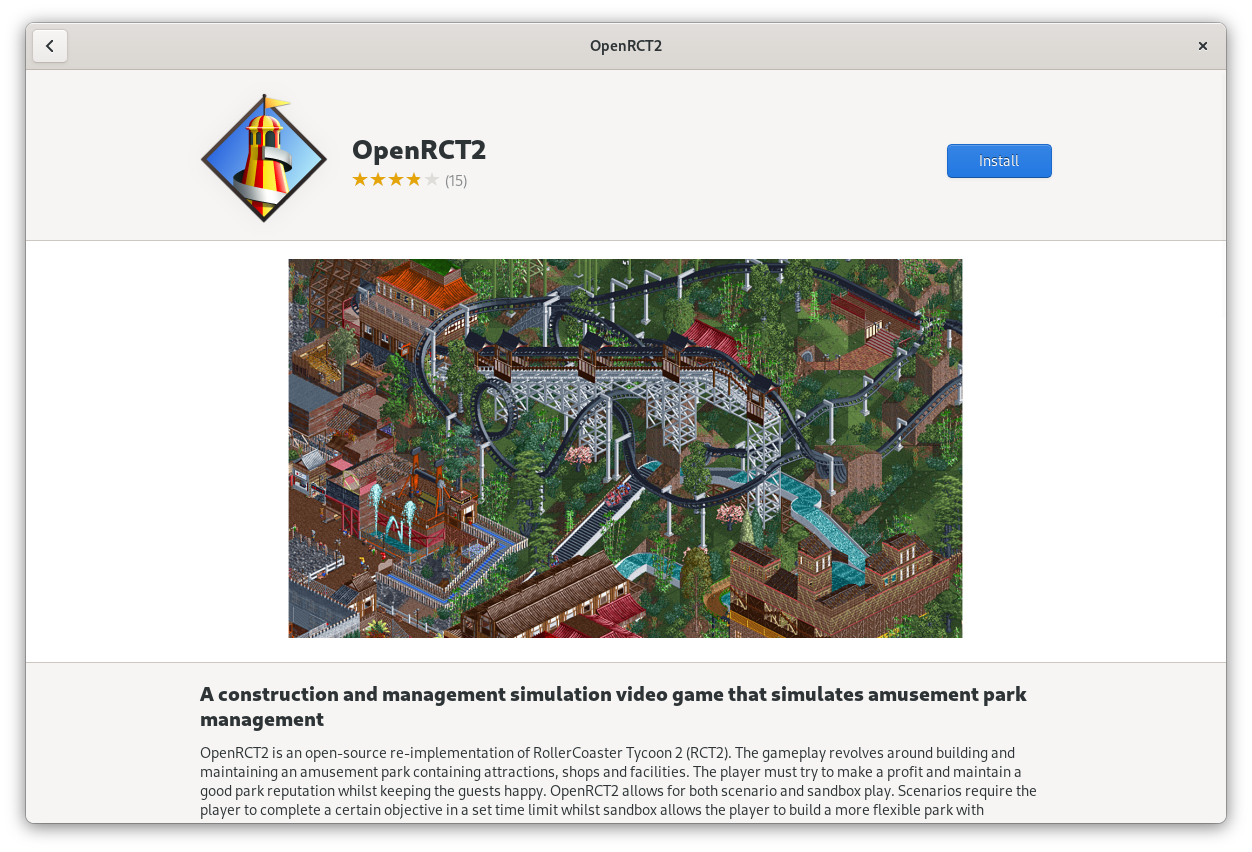 OpenRCT2
OpenRCT2
(15)
Install
A construction and management simulation video game that simulates amusement park
management
OpenRCT2 is an open-source re-implementation of RollerCoaster Tycoon 2 (RCT2). The gameplay revolves around building and
maintaining an amusement park containing attractions, shops and facilities. The player must try to make a profit and maintain a
good park reputation whilst keeping the guests happy. OpenRCT2 allows for both scenario and sandbox play. Scenarios require the
player to complete a certain objective in a set time limit whilst sandbox allows the player to build a more flexible park with